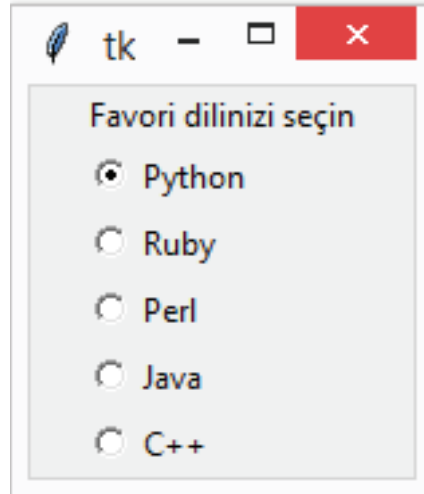 tk
Favori dilinizi seçin
Python
Ruby
Perl
Java
C++